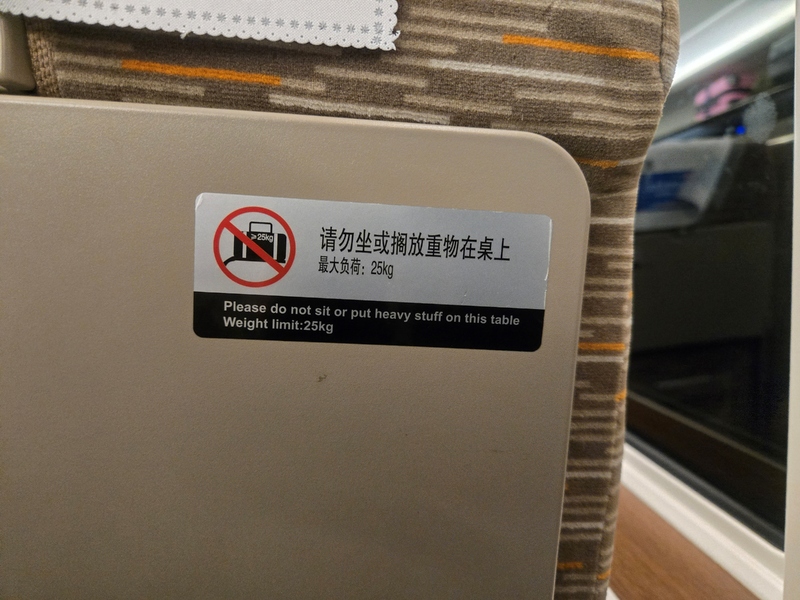 ≥25kg
请勿坐或搁放重物在桌上
最大负荷：25kg
Please do not sit or put heavy stuff on this table
Weight limit:25kg